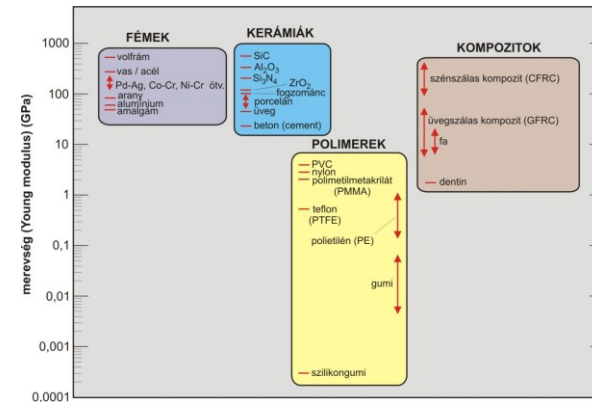 FÉMEK
KERÁMIÁK
KOMPOZITOK
POLIMEREK
merevség (Young modulus) (GPa)
1000
100
10
1
0,1
0,01
0,001
0,0001
volfrám
vas / acél
Pd-Ag, Co-Cr, Ni-Cr ötv.
arany
alumínium
amalgám
SiC
Al₂O₃
Si₃N₄
ZrO₂
fogzománc
porcelán
üveg
beton (cement)
PVC
nylon
polimetilmetakrilát
(PMMA)
teflon
(PTFE)
polietilén (PE)
gumi
szilikongumi
szénszálas kompozit (CFRC)
üvegszálas kompozit (GFRC)
fa
dentin